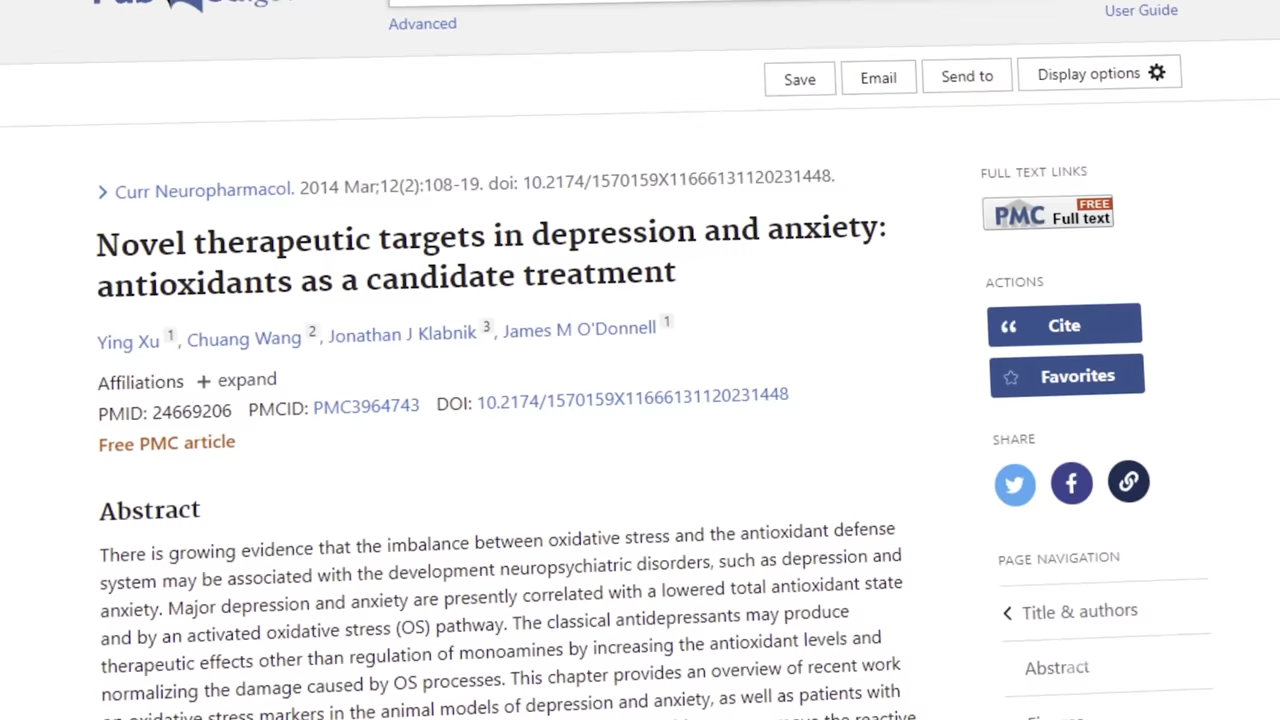 Advanced
User Guide
Save
Email
Send to
Display options
Curr Neuropharmacol. 2014 Mar;12(2):108-19. doi: 10.2174/1570159X11666131120231448.
Novel therapeutic targets in depression and anxiety:
antioxidants as a candidate treatment
Ying Xu 1, Chuang Wang 2, Jonathan J Klabnik 3, James M O'Donnell 1
Affiliations + expand
PMID: 24669206 PMCID: PMC3964743 DOI: 10.2174/1570159X11666131120231448
Free PMC article
Abstract
There is growing evidence that the imbalance between oxidative stress and the antioxidant defense
system may be associated with the development neuropsychiatric disorders, such as depression and
anxiety. Major depression and anxiety are presently correlated with a lowered total antioxidant state
and by an activated oxidative stress (OS) pathway. The classical antidepressants may produce
therapeutic effects other than regulation of monoamines by increasing the antioxidant levels and
normalizing the damage caused by OS processes. This chapter provides an overview of recent work
on oxidative stress markers in the animal models of depression and anxiety, as well as patients with
the reactive
FULL TEXT LINKS
PMC FREE
Full text
ACTIONS
Cite
Favorites
SHARE
PAGE NAVIGATION
Title & authors
Abstract